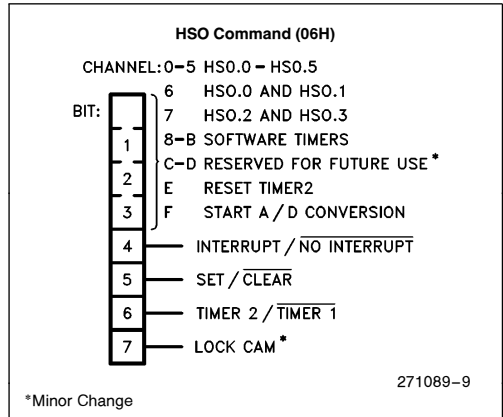 HSO Command (06H)
CHANNEL: 0-5 HSO.0 - HSO.5
6 HSO.0 AND HSO.1
BIT:
7 HSO.2 AND HSO.3
8-B SOFTWARE TIMERS
1
C-D RESERVED FOR FUTURE USE*
2
E RESET TIMER2
3
F START A/D CONVERSION
4 INTERRUPT / NO INTERRUPT
5 SET / CLEAR
6 TIMER 2 / TIMER 1
7 LOCK CAM*
271089-9
*Minor Change